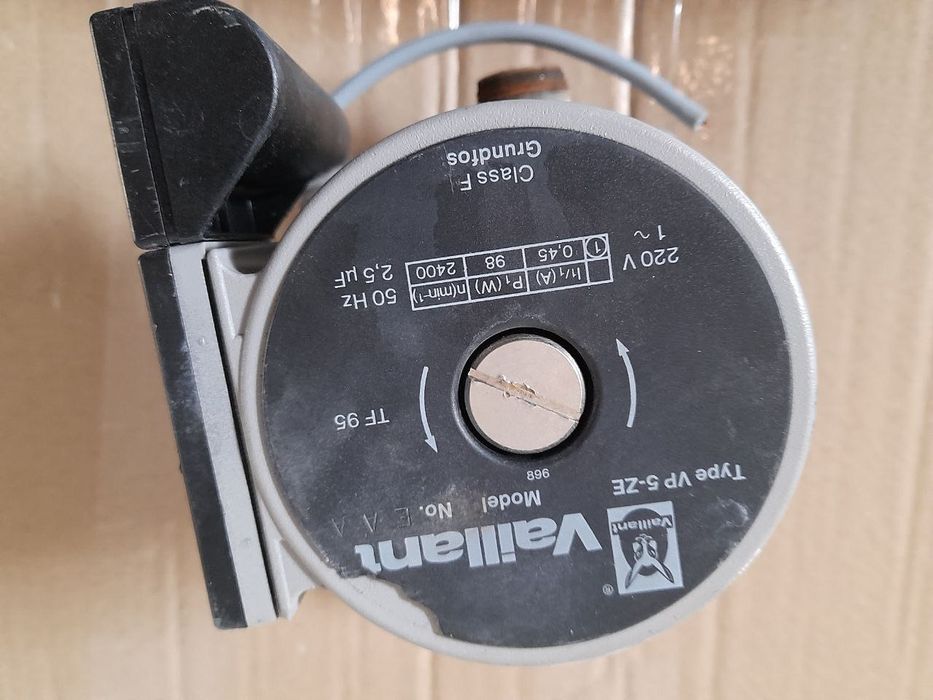 ®
Vaillant
Vaillant
Type VP 5-ZE
Model No. E A A
896
TF 95
220 V
1 ~
I1/1 (A) P1 (W) n(min-1)
1 0,45 98 2400
50 Hz
2,5 µF
Class F
Grundfos